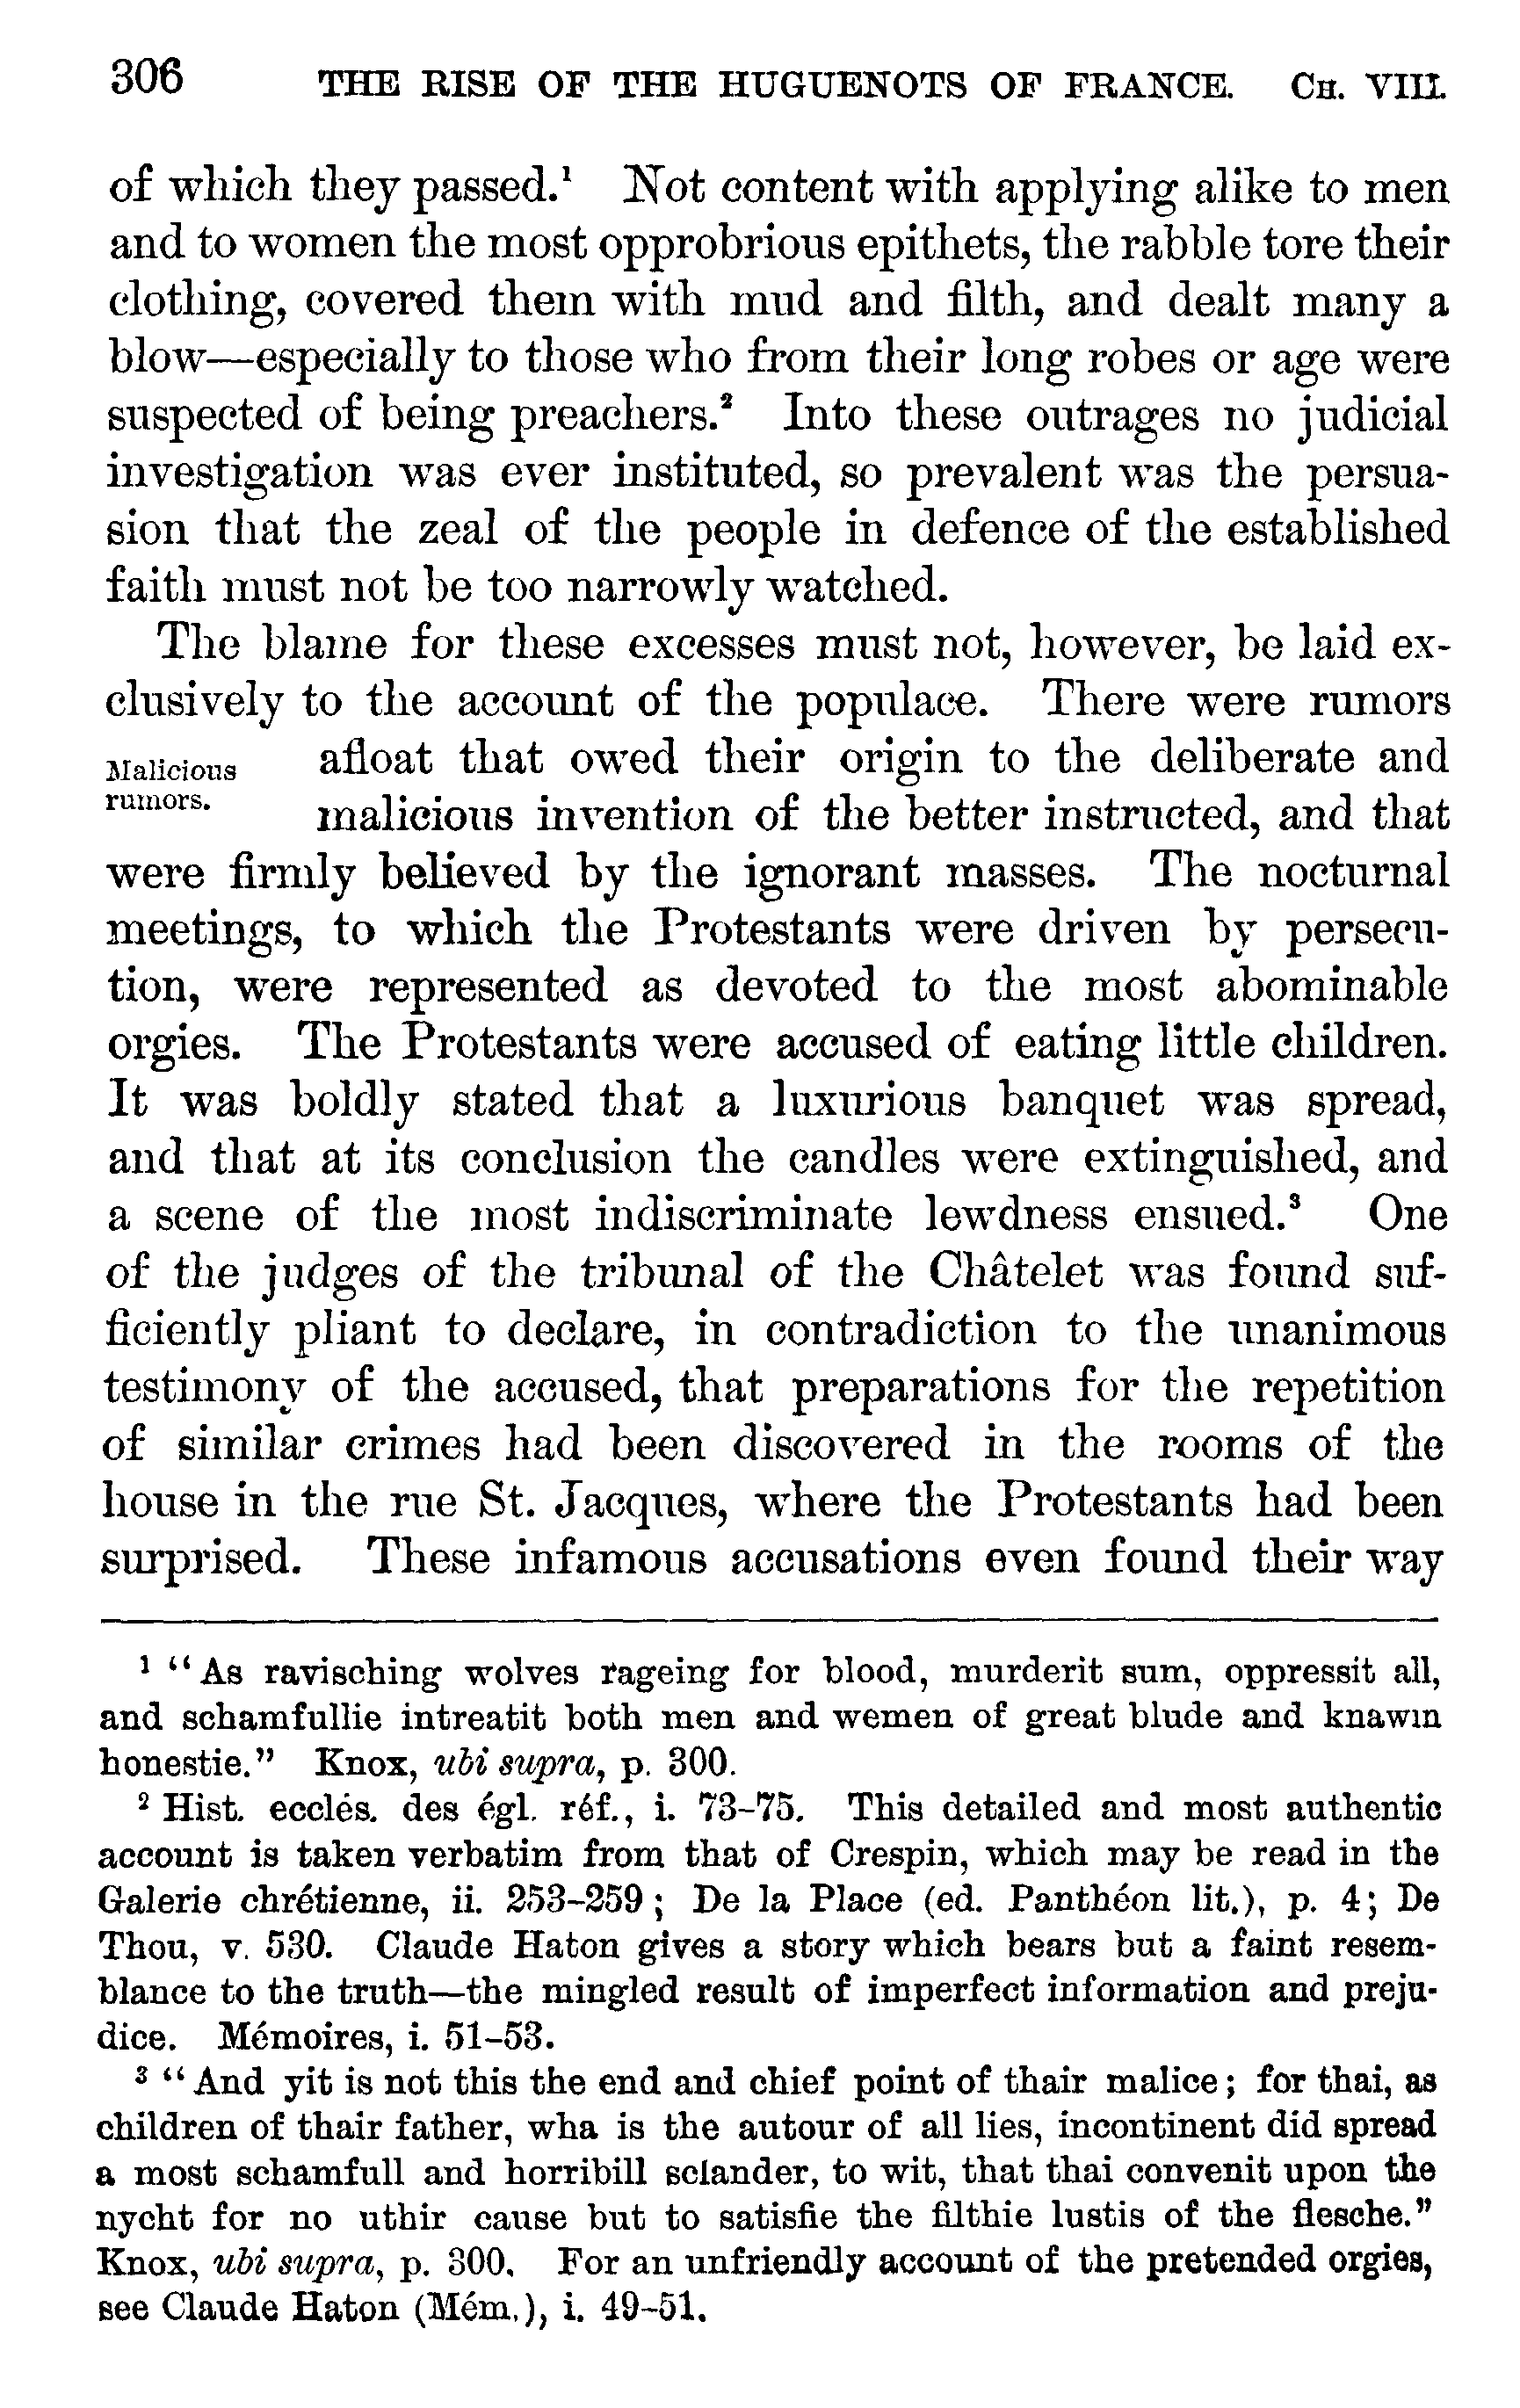 306 THE RISE OF THE HUGUENOTS OF FRANCE. CH. VIII.
of which they passed.¹ Not content with applying alike to men
and to women the most opprobrious epithets, the rabble tore their
clothing, covered them with mud and filth, and dealt many a
blow—especially to those who from their long robes or age were
suspected of being preachers.² Into these outrages no judicial
investigation was ever instituted, so prevalent was the persua-
sion that the zeal of the people in defence of the established
faith must not be too narrowly watched.
The blame for these excesses must not, however, be laid ex-
clusively to the account of the populace. There were rumors
Malicious
rumors.
afloat that owed their origin to the deliberate and
malicious invention of the better instructed, and that
were firmly believed by the ignorant masses. The nocturnal
meetings, to which the Protestants were driven by persecu-
tion, were represented as devoted to the most abominable
orgies. The Protestants were accused of eating little children.
It was boldly stated that a luxurious banquet was spread,
and that at its conclusion the candles were extinguished, and
a scene of the most indiscriminate lewdness ensued.³ One
of the judges of the tribunal of the Châtelet was found suf-
ficiently pliant to declare, in contradiction to the unanimous
testimony of the accused, that preparations for the repetition
of similar crimes had been discovered in the rooms of the
house in the rue St. Jacques, where the Protestants had been
surprised. These infamous accusations even found their way
¹ “As ravisching wolves rageing for blood, murderit sum, oppressit all,
and schamfullie intreatit both men and wemen of great blude and knawin
honestie.” Knox, ubi supra, p. 300.
² Hist. ecclés. des égl. réf., i. 73–75. This detailed and most authentic
account is taken verbatim from that of Crespin, which may be read in the
Galerie chrétienne, ii. 253–259; De la Place (ed. Panthéon lit.), p. 4; De
Thou, v. 530. Claude Haton gives a story which bears but a faint resem-
blance to the truth—the mingled result of imperfect information and preju-
dice. Mémoires, i. 51–53.
³ “And yit is not this the end and chief point of thair malice; for thai, as
children of thair father, wha is the autour of all lies, incontinent did spread
a most schamfull and horribill sclander, to wit, that thai convenit upon the
nycht for no uthir cause but to satisfie the filthie lustis of the flesche.”
Knox, ubi supra, p. 300. For an unfriendly account of the pretended orgies,
see Claude Haton (Mém.), i. 49–51.